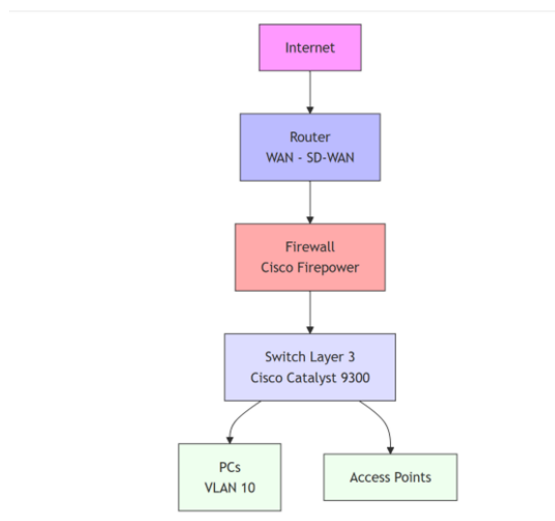 Internet
Router
WAN - SD-WAN
Firewall
Cisco Firepower
Switch Layer 3
Cisco Catalyst 9300
PCs
VLAN 10
Access Points